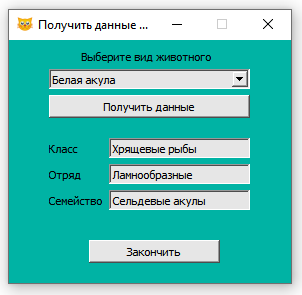 Получить данные ...
Выберите вид животного
Белая акула
Получить данные
Класс Хрящевые рыбы
Отряд Ламнообразные
Семейство Сельдевые акулы
Закончить